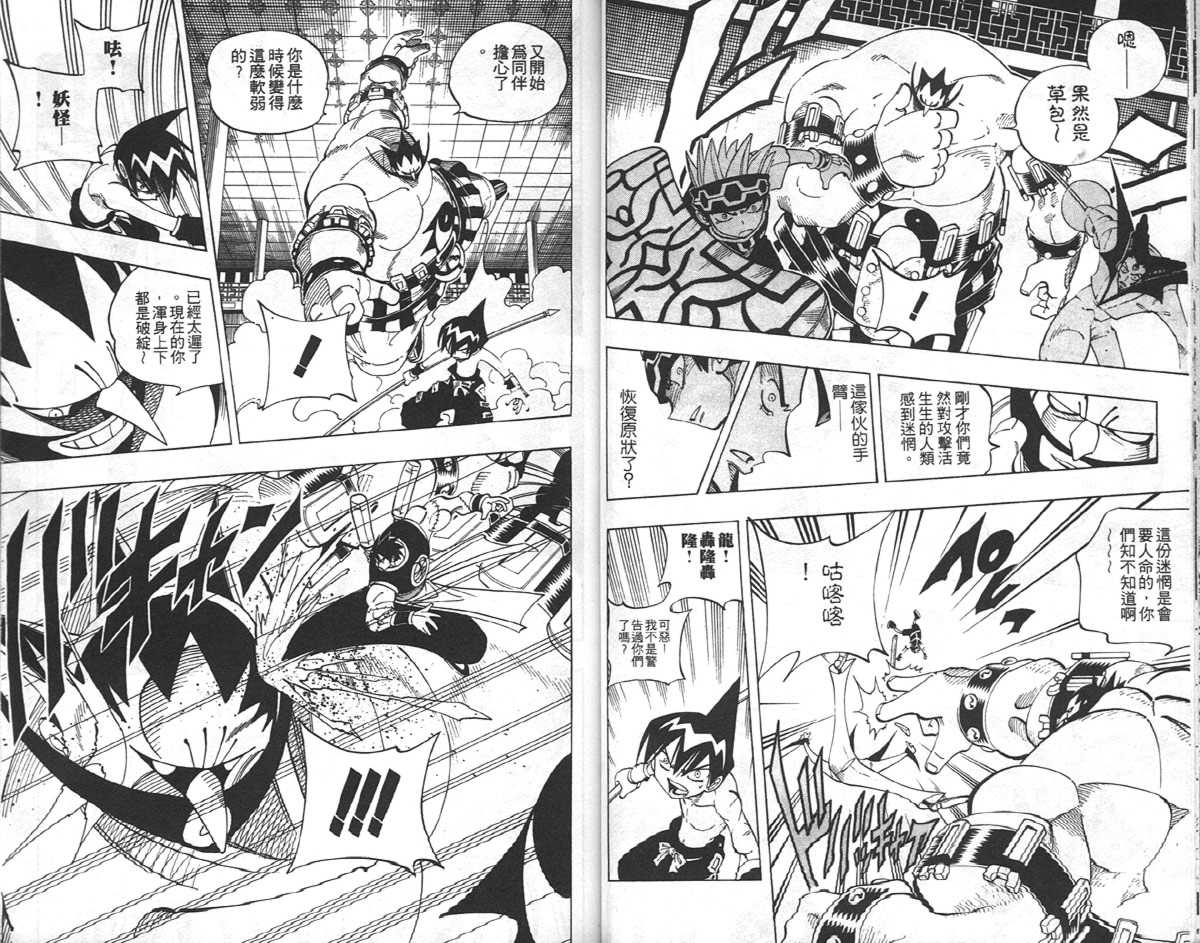 嗯──
果然是
草包~
！
剛才你們竟
然對攻擊活
生生的人類
感到迷惘。
這傢伙的手
臂──
恢復原狀了？
這份迷惘是會
要人命的，你
們知不知道啊
~~~
咕喀喀
！
龍！
轟隆轟
隆！
可惡！
我不是警
告過你們
了嗎？
又開始
為同伴
擔心了
。
你是什麼
時候變得
這麼軟弱
的？
！
呿！
妖怪
！
已經太遲了
。現在的你
，渾身上下
都是破綻~
!!!